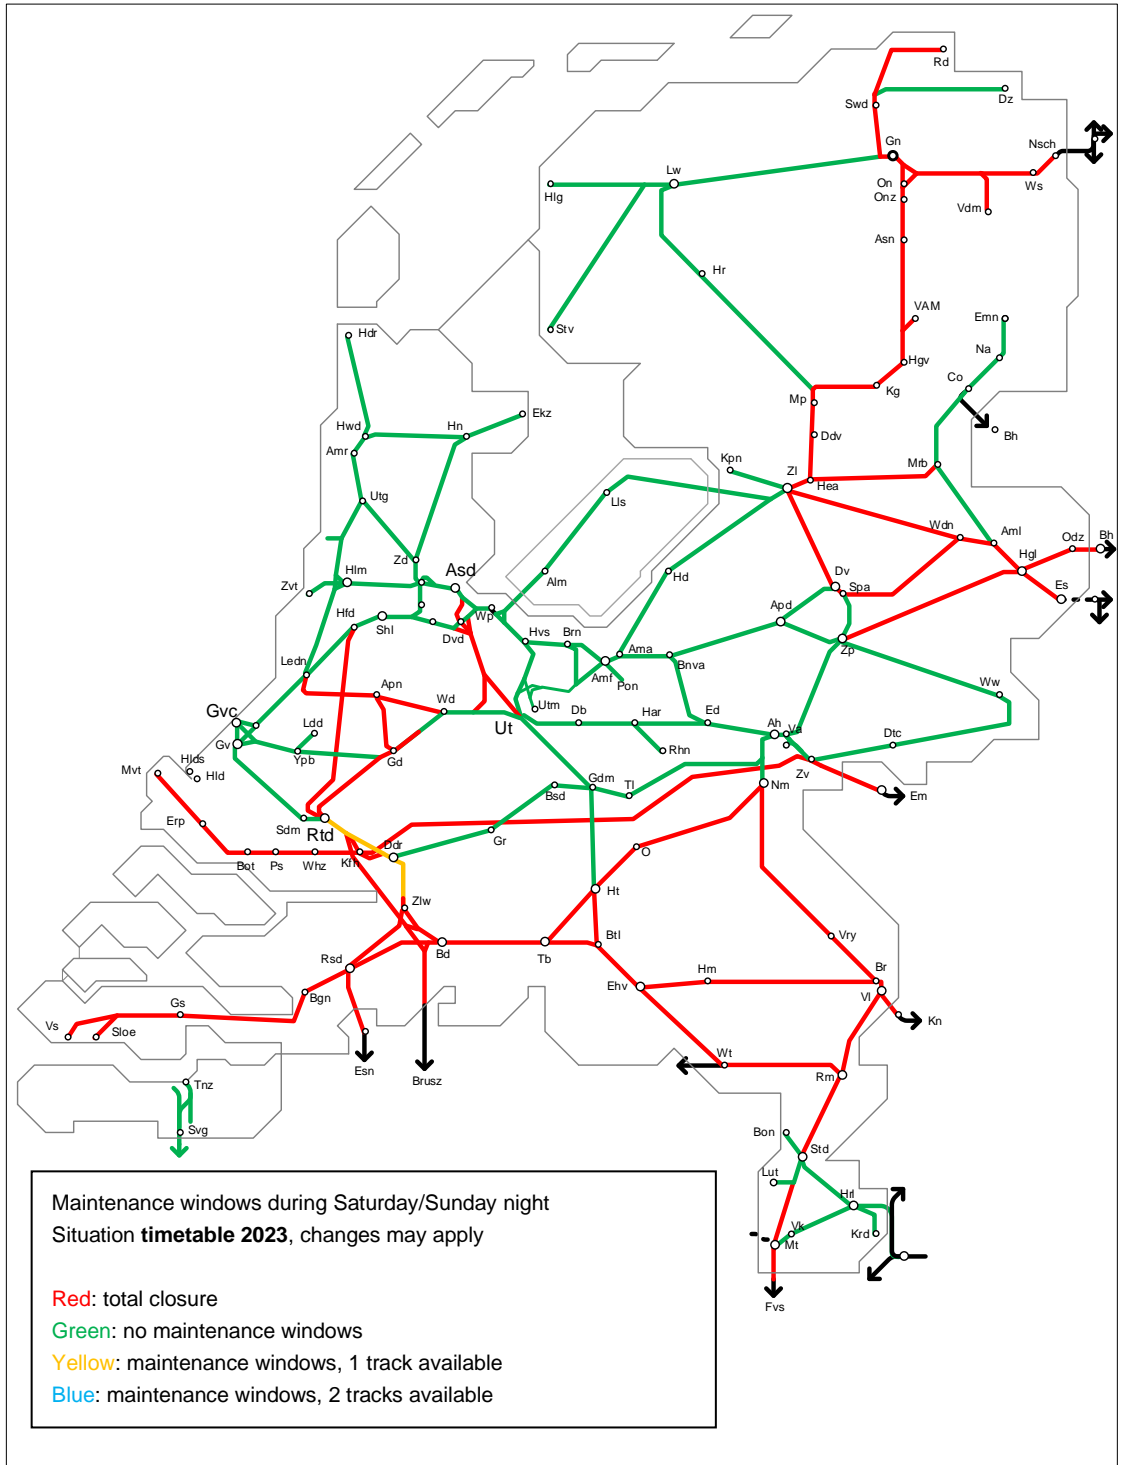 Rd
Dz
Swd
Gn
Nsch
Lw
On
Ws
Hlg
Onz
Vdm
Asn
Hr
VAM
Emn
Stv
Hdr
Na
Hgv
Co
Kg
Mp
Ekz
Hwd
Hn
Ddv
Bh
Amr
Kpn
Zl
Mrb
Hea
Utg
Lls
Wdn
Bh
Odz
Aml
Zd
Hgl
Hlm
Asd
Alm
Hd
Dv
Spa
Es
Zvt
Apd
Hfd
Shl
Wp
Dvd
Hvs
Brn
Ama
Zp
Ledn
Bnva
Amf
Pon
Apn
Ww
Gvc
Wd
Utm
Ldd
Ut
Db
Har
Ed
Ah
Va
Gv
Dtc
Hlds
Ypb
Gd
Rhn
Zv
Mvt
Hld
Gdm
Tl
Nm
Em
Bsd
Erp
Sdm
Rtd
Gr
Ddr
O
Bot
Ps
Whz
Kfh
Ht
Zlw
Bd
Tb
Btl
Vry
Rsd
Hm
Br
Bgn
Ehv
Vl
Gs
Kn
Vs
Sloe
Wt
Esn
Brusz
Rm
Tnz
Svg
Bon
Std
Lut
Hrl
Vk
Krd
Mt
Fvs
Maintenance windows during Saturday/Sunday night
Situation timetable 2023, changes may apply
Red: total closure
Green: no maintenance windows
Yellow: maintenance windows, 1 track available
Blue: maintenance windows, 2 tracks available